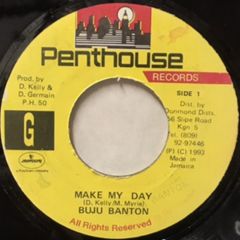 Penthouse
RECORDS
Prod. by
D. Kelly &
D. Germain
P.H. 50
SIDE 1
Dist. by
Donmond Dists.
56 Slipe Road
Kgn 5
Tel. (809)
92-97446
(P) (C) 1993
Made in
Jamaica
G
MAKE MY DAY
(D. Kelly/M. Myrie)
BUJU BANTON
All Rights Reserved